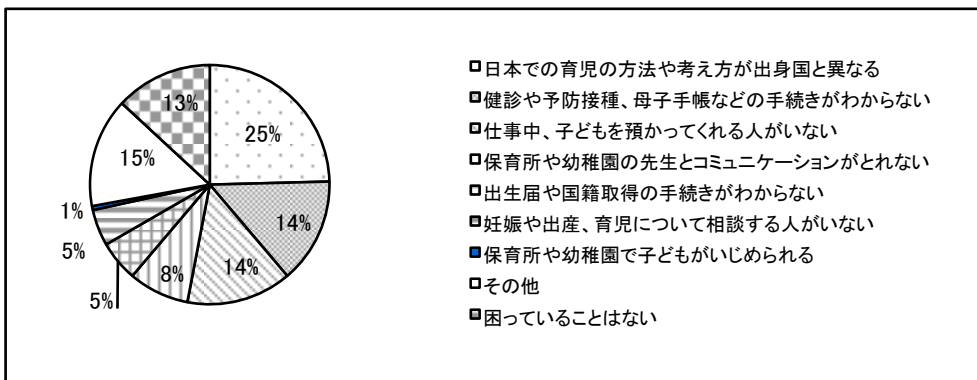 13%
25%
15%
1%
14%
5%
8%
14%
5%
日本での育児の方法や考え方が出身国と異なる
健診や予防接種、母子手帳などの手続きがわからない
仕事中、子どもを預かってくれる人がいない
保育所や幼稚園の先生とコミュニケーションがとれない
出生届や国籍取得の手続きがわからない
妊娠や出産、育児について相談する人がいない
保育所や幼稚園で子どもがいじめられる
その他
困っていることはない